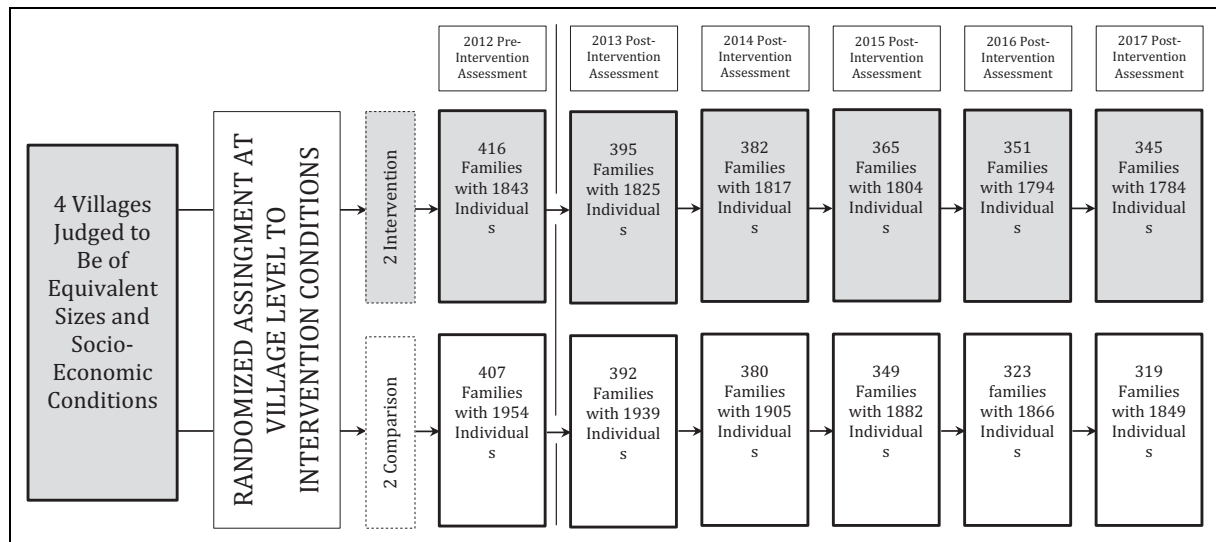 2012 Pre-
Intervention
Assessment
2013 Post-
Intervention
Assessment
2014 Post-
Intervention
Assessment
2015 Post-
Intervention
Assessment
2016 Post-
Intervention
Assessment
2017 Post-
Intervention
Assessment
4 Villages
Judged to
Be of
Equivalent
Sizes and
Socio-
Economic
Conditions
RANDOMIZED ASSINGMENT AT
VILLAGE LEVEL TO
INTERVENTION CONDITIONS
2 Intervention
416
Families
with 1843
Individual
s
395
Families
with 1825
Individual
s
382
Families
with 1817
Individual
s
365
Families
with 1804
Individual
s
351
Families
with 1794
Individual
s
345
Families
with 1784
Individual
s
2 Comparison
407
Families
with 1954
Individual
s
392
Families
with 1939
Individual
s
380
Families
with 1905
Individual
s
349
Families
with 1882
Individual
s
323
families
with 1866
Individual
s
319
Families
with 1849
Individual
s